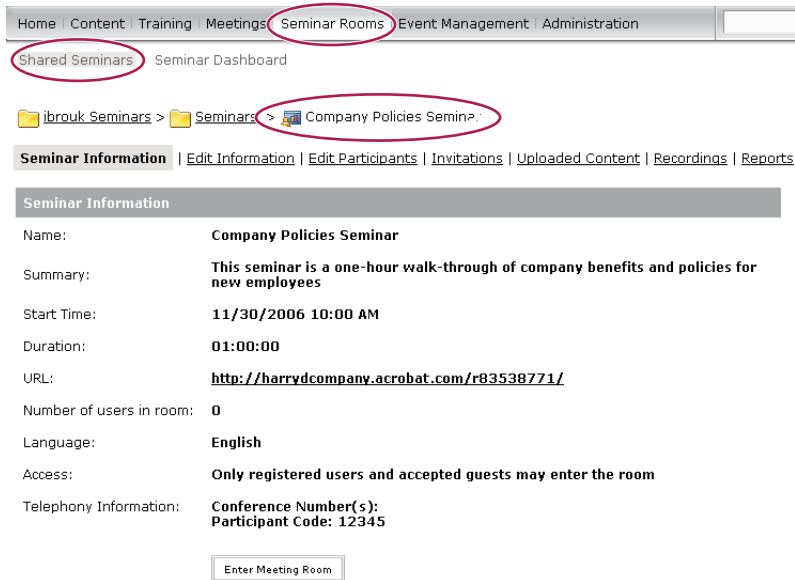 Home | Content | Training | Meetings | Seminar Rooms | Event Management | Administration
Shared Seminars Seminar Dashboard
ibrouk Seminars > Seminars > Company Policies Seminar
Seminar Information | Edit Information | Edit Participants | Invitations | Uploaded Content | Recordings | Reports
Seminar Information
Name: Company Policies Seminar
Summary: This seminar is a one-hour walk-through of company benefits and policies for
new employees
Start Time: 11/30/2006 10:00 AM
Duration: 01:00:00
URL: http://harrydcompany.acrobat.com/r83538771/
Number of users in room: 0
Language: English
Access: Only registered users and accepted guests may enter the room
Telephony Information: Conference Number(s):
Participant Code: 12345
Enter Meeting Room